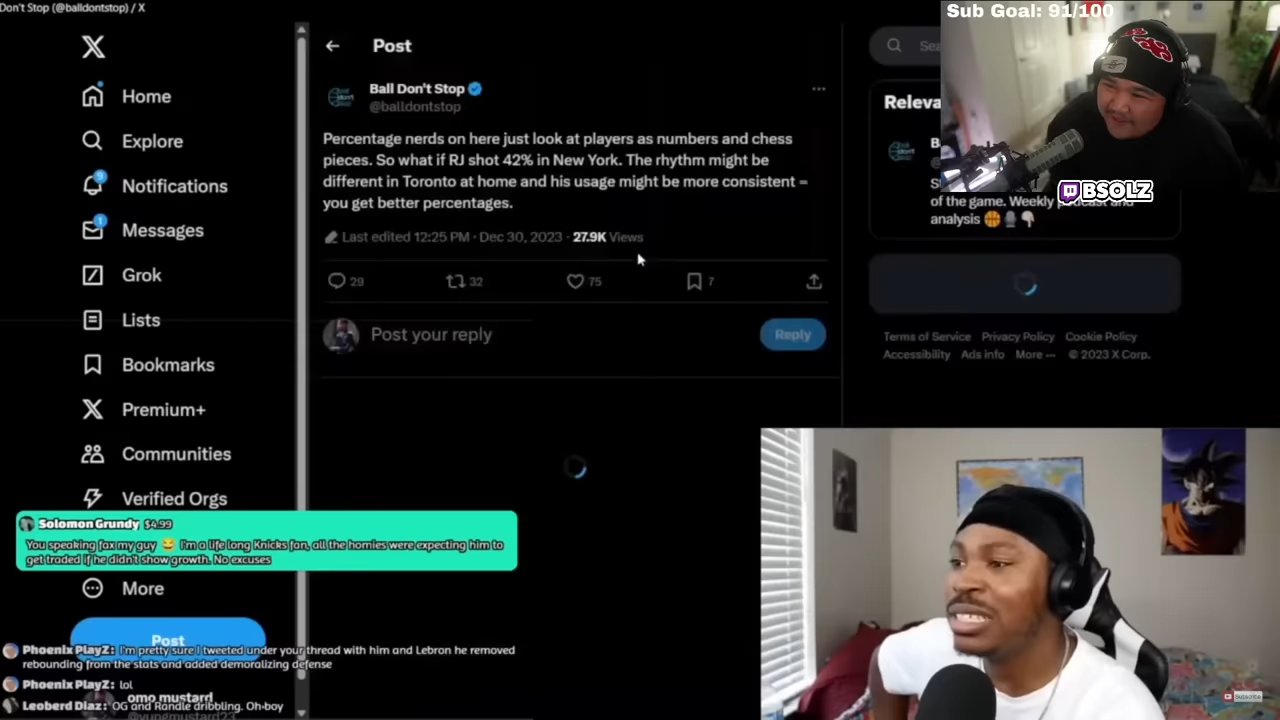 Don't Stop (@balldontstop) / X
Sub Goal: 91/100
BSOLZ
Home
Explore
9
Notifications
1
Messages
Grok
Lists
Bookmarks
Premium+
Communities
Verified Orgs
More
Post
Post
Ball Don't Stop
@balldontstop
Percentage nerds on here just look at players as numbers and chess
pieces. So what if RJ shot 42% in New York. The rhythm might be
different in Toronto at home and his usage might be more consistent =
you get better percentages.
Last edited 12:25 PM · Dec 30, 2023 · 27.9K Views
29 32 75 7
Post your reply
Reply
Sea
Releva
B
of the game. Weekly podcast and
analysis
Terms of Service Privacy Policy Cookie Policy
Accessibility Ads info More ··· © 2023 X Corp.
Solomon Grundy $4.99
You speaking fax my guy 😂 I'm a life long Knicks fan, all the homies were expecting him to
get traded if he didn't show growth. No excuses
Phoenix PlayZ: I'm pretty sure I tweeted under your thread with him and Lebron he removed
rebounding from the stats and added demoralizing defense
Phoenix PlayZ: lol
omo mustard
Leoberd Diaz: OG and Randle dribbling. Oh-boy
@yungmustard23
Subscribe